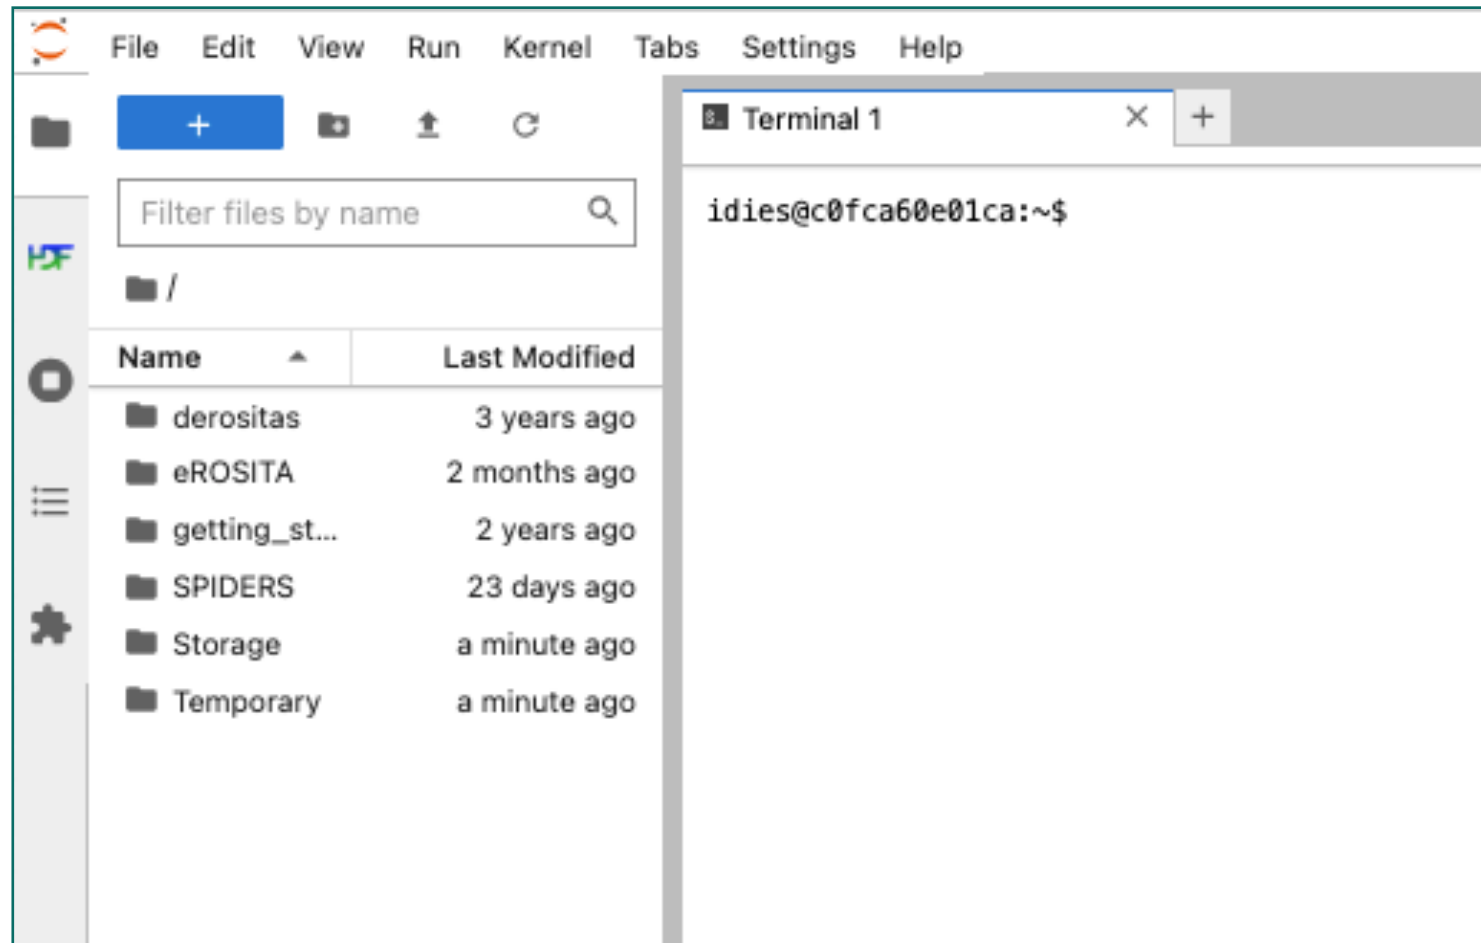 File Edit View Run Kernel Tabs Settings Help
+
Filter files by name
/
Name Last Modified
derositas 3 years ago
eROSITA 2 months ago
getting_st... 2 years ago
SPIDERS 23 days ago
Storage a minute ago
Temporary a minute ago
HDF
Terminal 1 × +
idies@c0fca60e01ca:~$